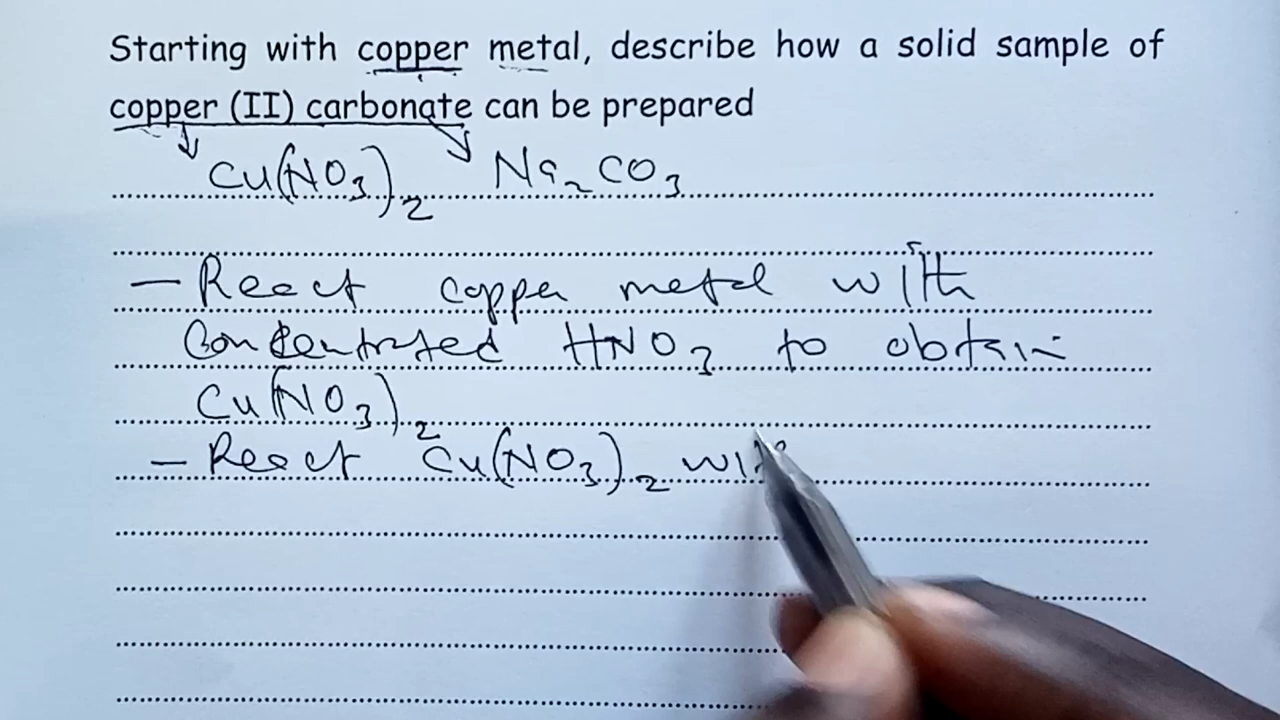 Starting with copper metal, describe how a solid sample of
copper (II) carbonate can be prepared
Cu(NO₃)₂ Na₂CO₃
- React copper metal with
Concentrated HNO₃ to obtain
Cu(NO₃)₂
- React Cu(NO₃)₂ with